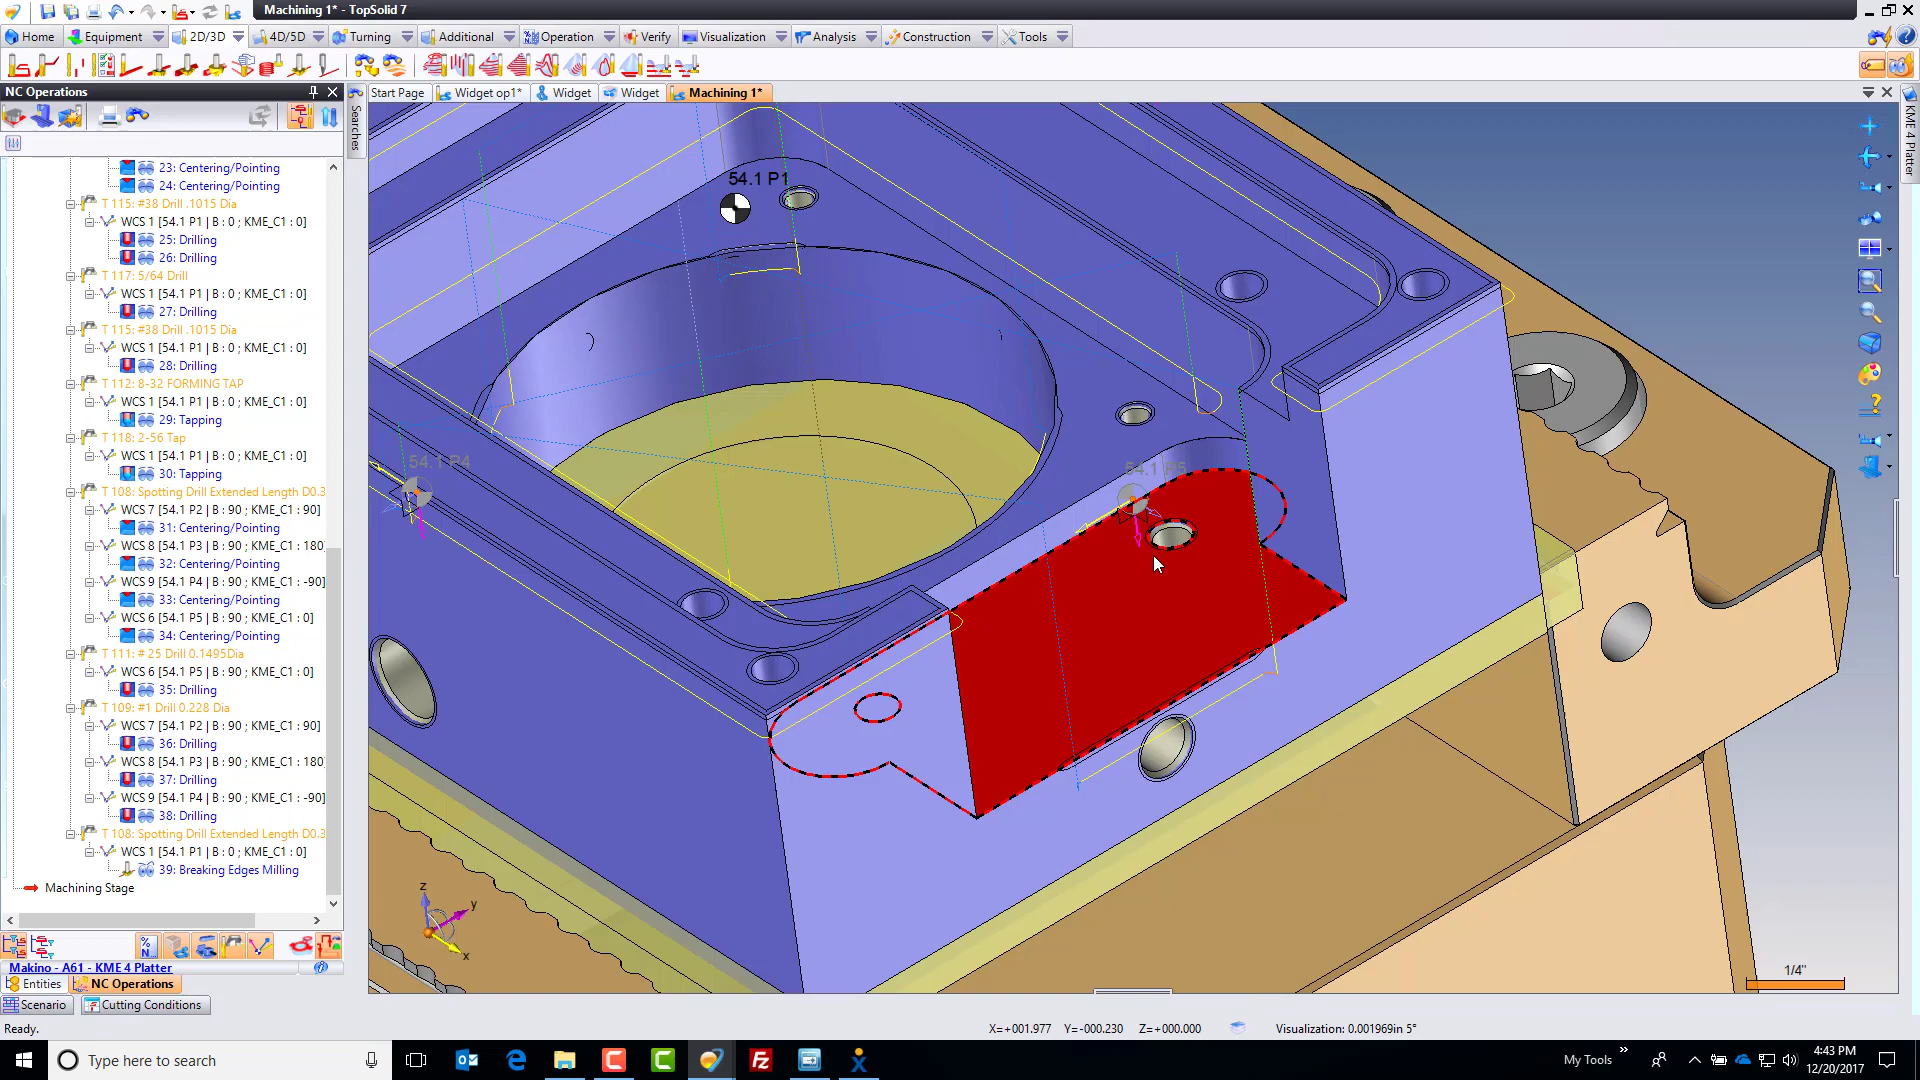 Machining 1* - TopSolid 7
Home Equipment 2D/3D 4D/5D Turning Additional Operation Verify Visualization Analysis Construction Tools
NC Operations
Start Page Widget op1* Widget Widget Machining 1*
Searches
KME 4 Platter
23: Centering/Pointing
24: Centering/Pointing
T 115: #38 Drill .1015 Dia
WCS 1 [54.1 P1 | B : 0 ; KME_C1 : 0]
25: Drilling
26: Drilling
T 117: 5/64 Drill
WCS 1 [54.1 P1 | B : 0 ; KME_C1 : 0]
27: Drilling
T 115: #38 Drill .1015 Dia
WCS 1 [54.1 P1 | B : 0 ; KME_C1 : 0]
28: Drilling
T 112: 8-32 FORMING TAP
WCS 1 [54.1 P1 | B : 0 ; KME_C1 : 0]
29: Tapping
T 118: 2-56 Tap
WCS 1 [54.1 P1 | B : 0 ; KME_C1 : 0]
30: Tapping
T 108: Spotting Drill Extended Length D0.3
WCS 7 [54.1 P2 | B : 90 ; KME_C1 : 90]
31: Centering/Pointing
WCS 8 [54.1 P3 | B : 90 ; KME_C1 : 180]
32: Centering/Pointing
WCS 9 [54.1 P4 | B : 90 ; KME_C1 : -90]
33: Centering/Pointing
WCS 6 [54.1 P5 | B : 90 ; KME_C1 : 0]
34: Centering/Pointing
T 111: # 25 Drill 0.1495Dia
WCS 6 [54.1 P5 | B : 90 ; KME_C1 : 0]
35: Drilling
T 109: #1 Drill 0.228 Dia
WCS 7 [54.1 P2 | B : 90 ; KME_C1 : 90]
36: Drilling
WCS 8 [54.1 P3 | B : 90 ; KME_C1 : 180]
37: Drilling
WCS 9 [54.1 P4 | B : 90 ; KME_C1 : -90]
38: Drilling
T 108: Spotting Drill Extended Length D0.3
WCS 1 [54.1 P1 | B : 0 ; KME_C1 : 0]
39: Breaking Edges Milling
Machining Stage
Makino - A61 - KME 4 Platter
Entities NC Operations
Scenario Cutting Conditions
54.1 P1
54.1 P4
54.1 P5
z
y
x
1/4"
Ready.
X=+001.977 Y=-000.230 Z=+000.000 Visualization: 0.001969in 5°
Type here to search
My Tools
4:43 PM
12/20/2017